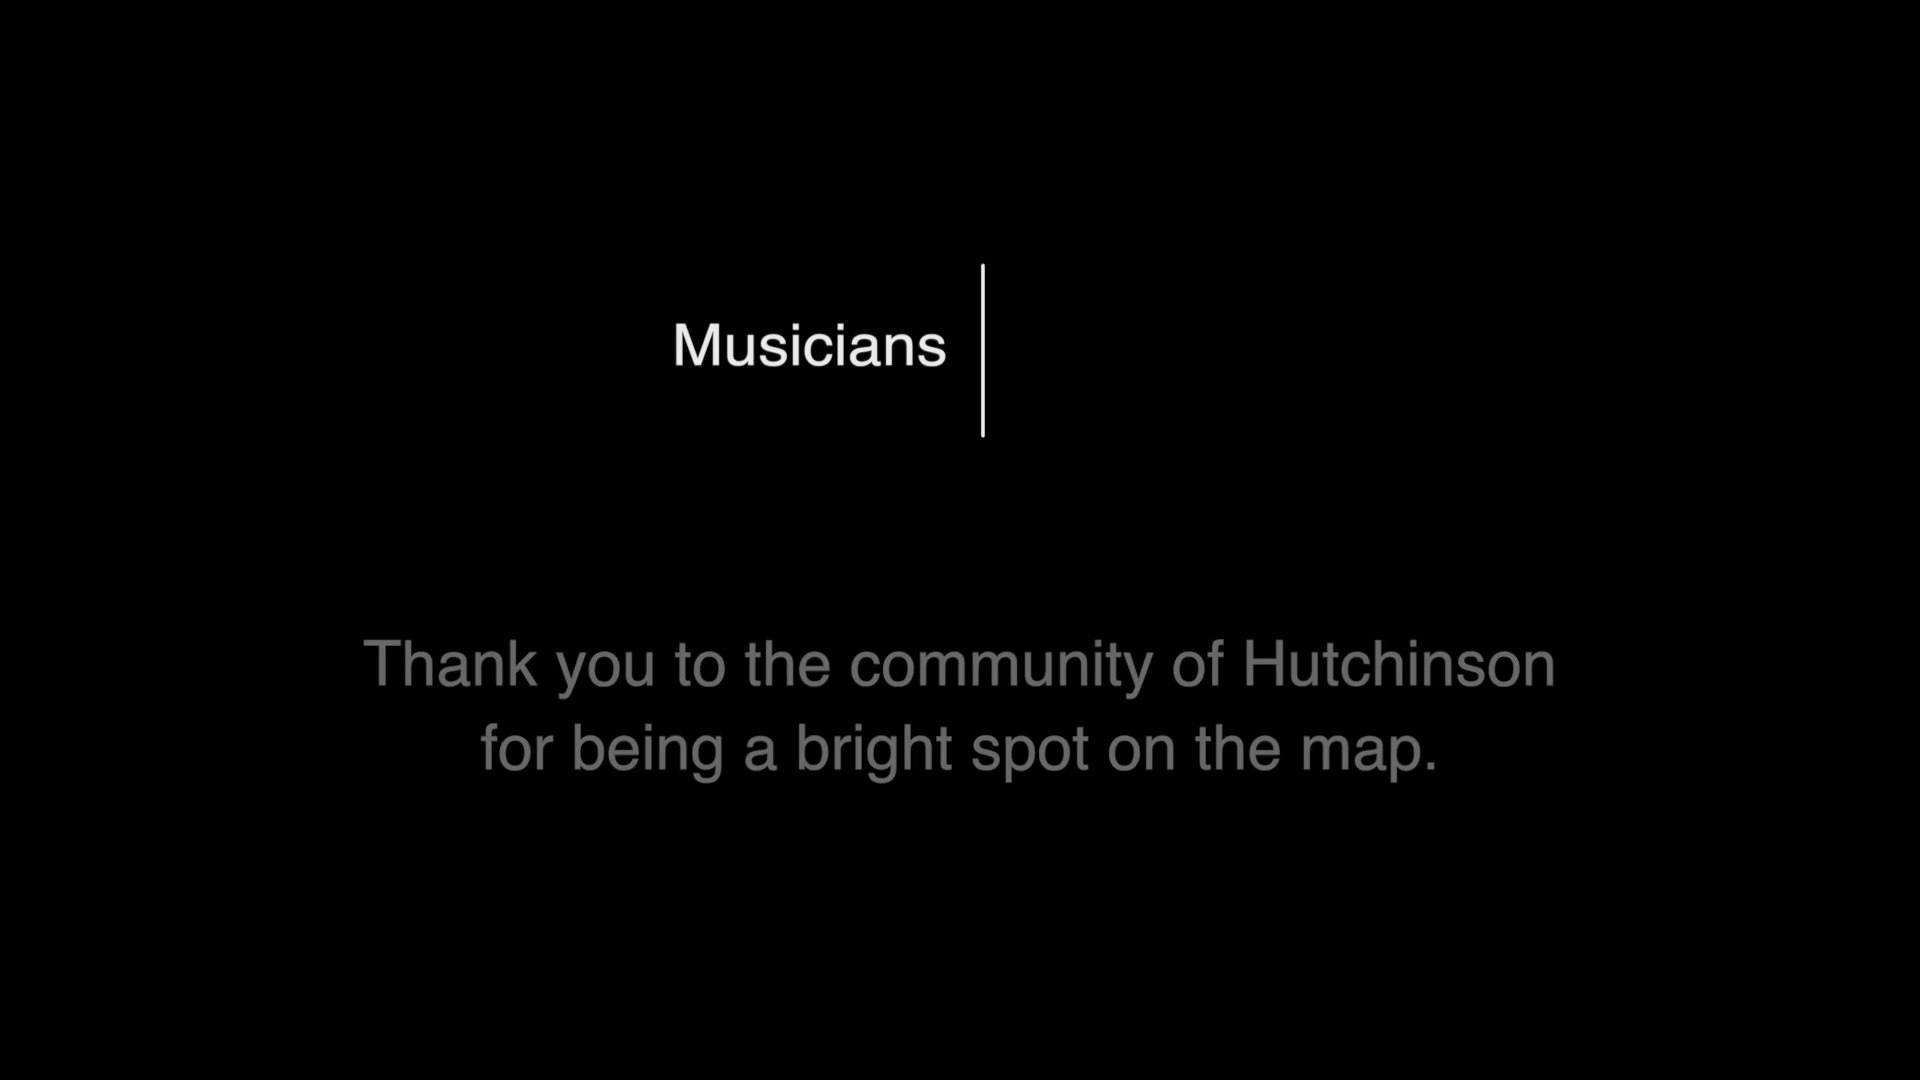 Musicians
Thank you to the community of Hutchinson
for being a bright spot on the map.